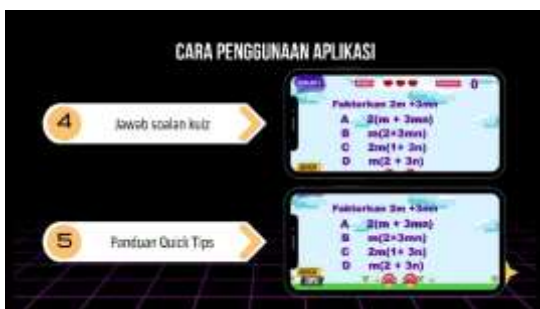 CARA PENGGUNAAN APLIKASI
4
Jawab soalan kuiz
0
Faktorkan 2m +3mn
A 2(m + 3mn)
B m(2+3mn)
C 2m(1+ 3n)
D m(2 + 3n)
5
Panduan Quick Tips
Faktorkan 2m +3mn
A 2(m + 3mn)
B m(2+3mn)
C 2m(1+ 3n)
D m(2 + 3n)